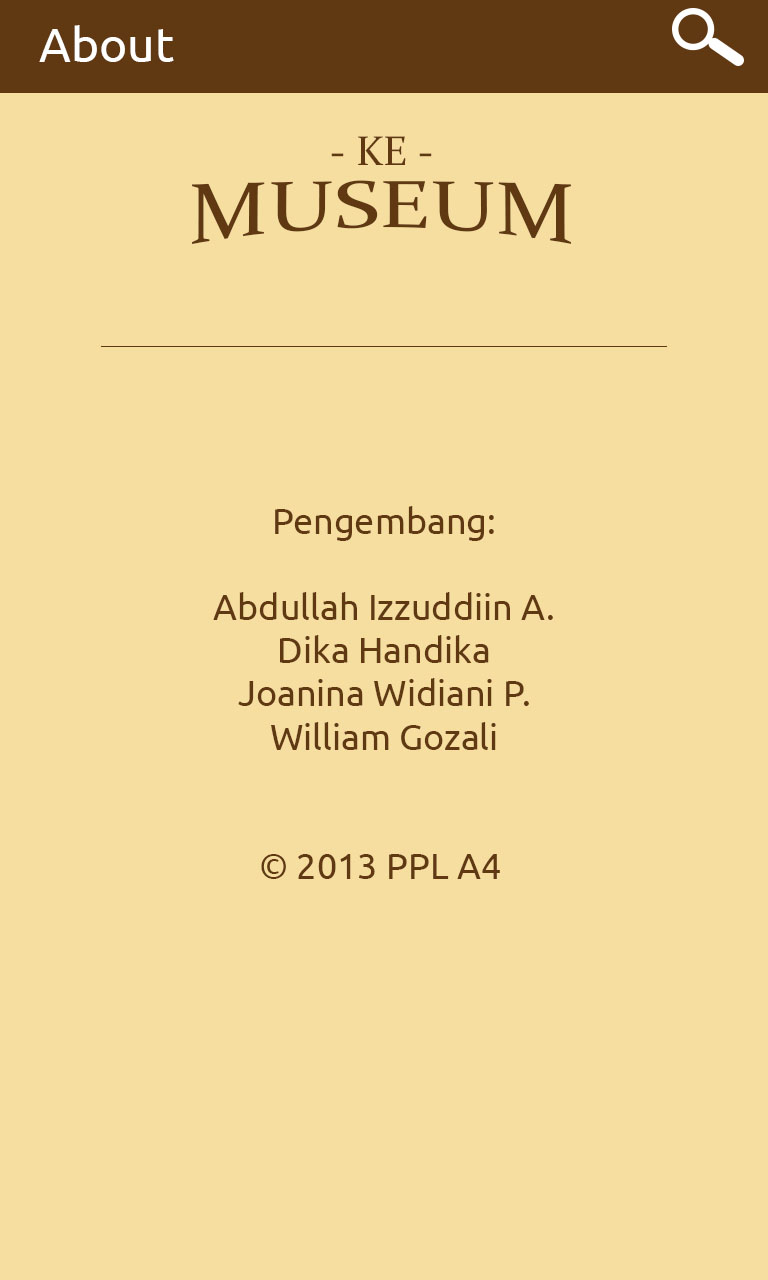 About
- KE -
MUSEUM
Pengembang:
Abdullah Izzuddiin A.
Dika Handika
Joanina Widiani P.
William Gozali
© 2013 PPL A4